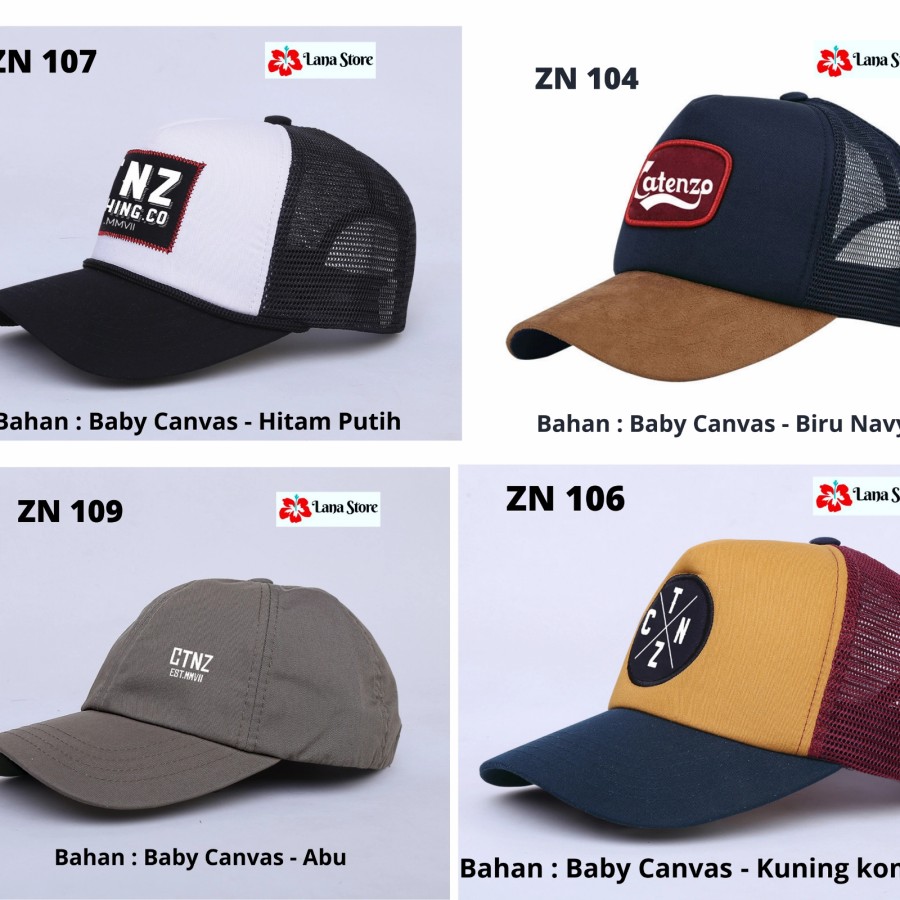 ZN 107
Lana Store
NZ
HING.CO
.MMVII
Bahan : Baby Canvas - Hitam Putih
ZN 104
Lana Sto
Catenzo
Bahan : Baby Canvas - Biru Navy
ZN 109
Lana Store
CTNZ
EST.MMVII
Bahan : Baby Canvas - Abu
ZN 106
Lana Sto
T
C N
Z
Bahan : Baby Canvas - Kuning kon